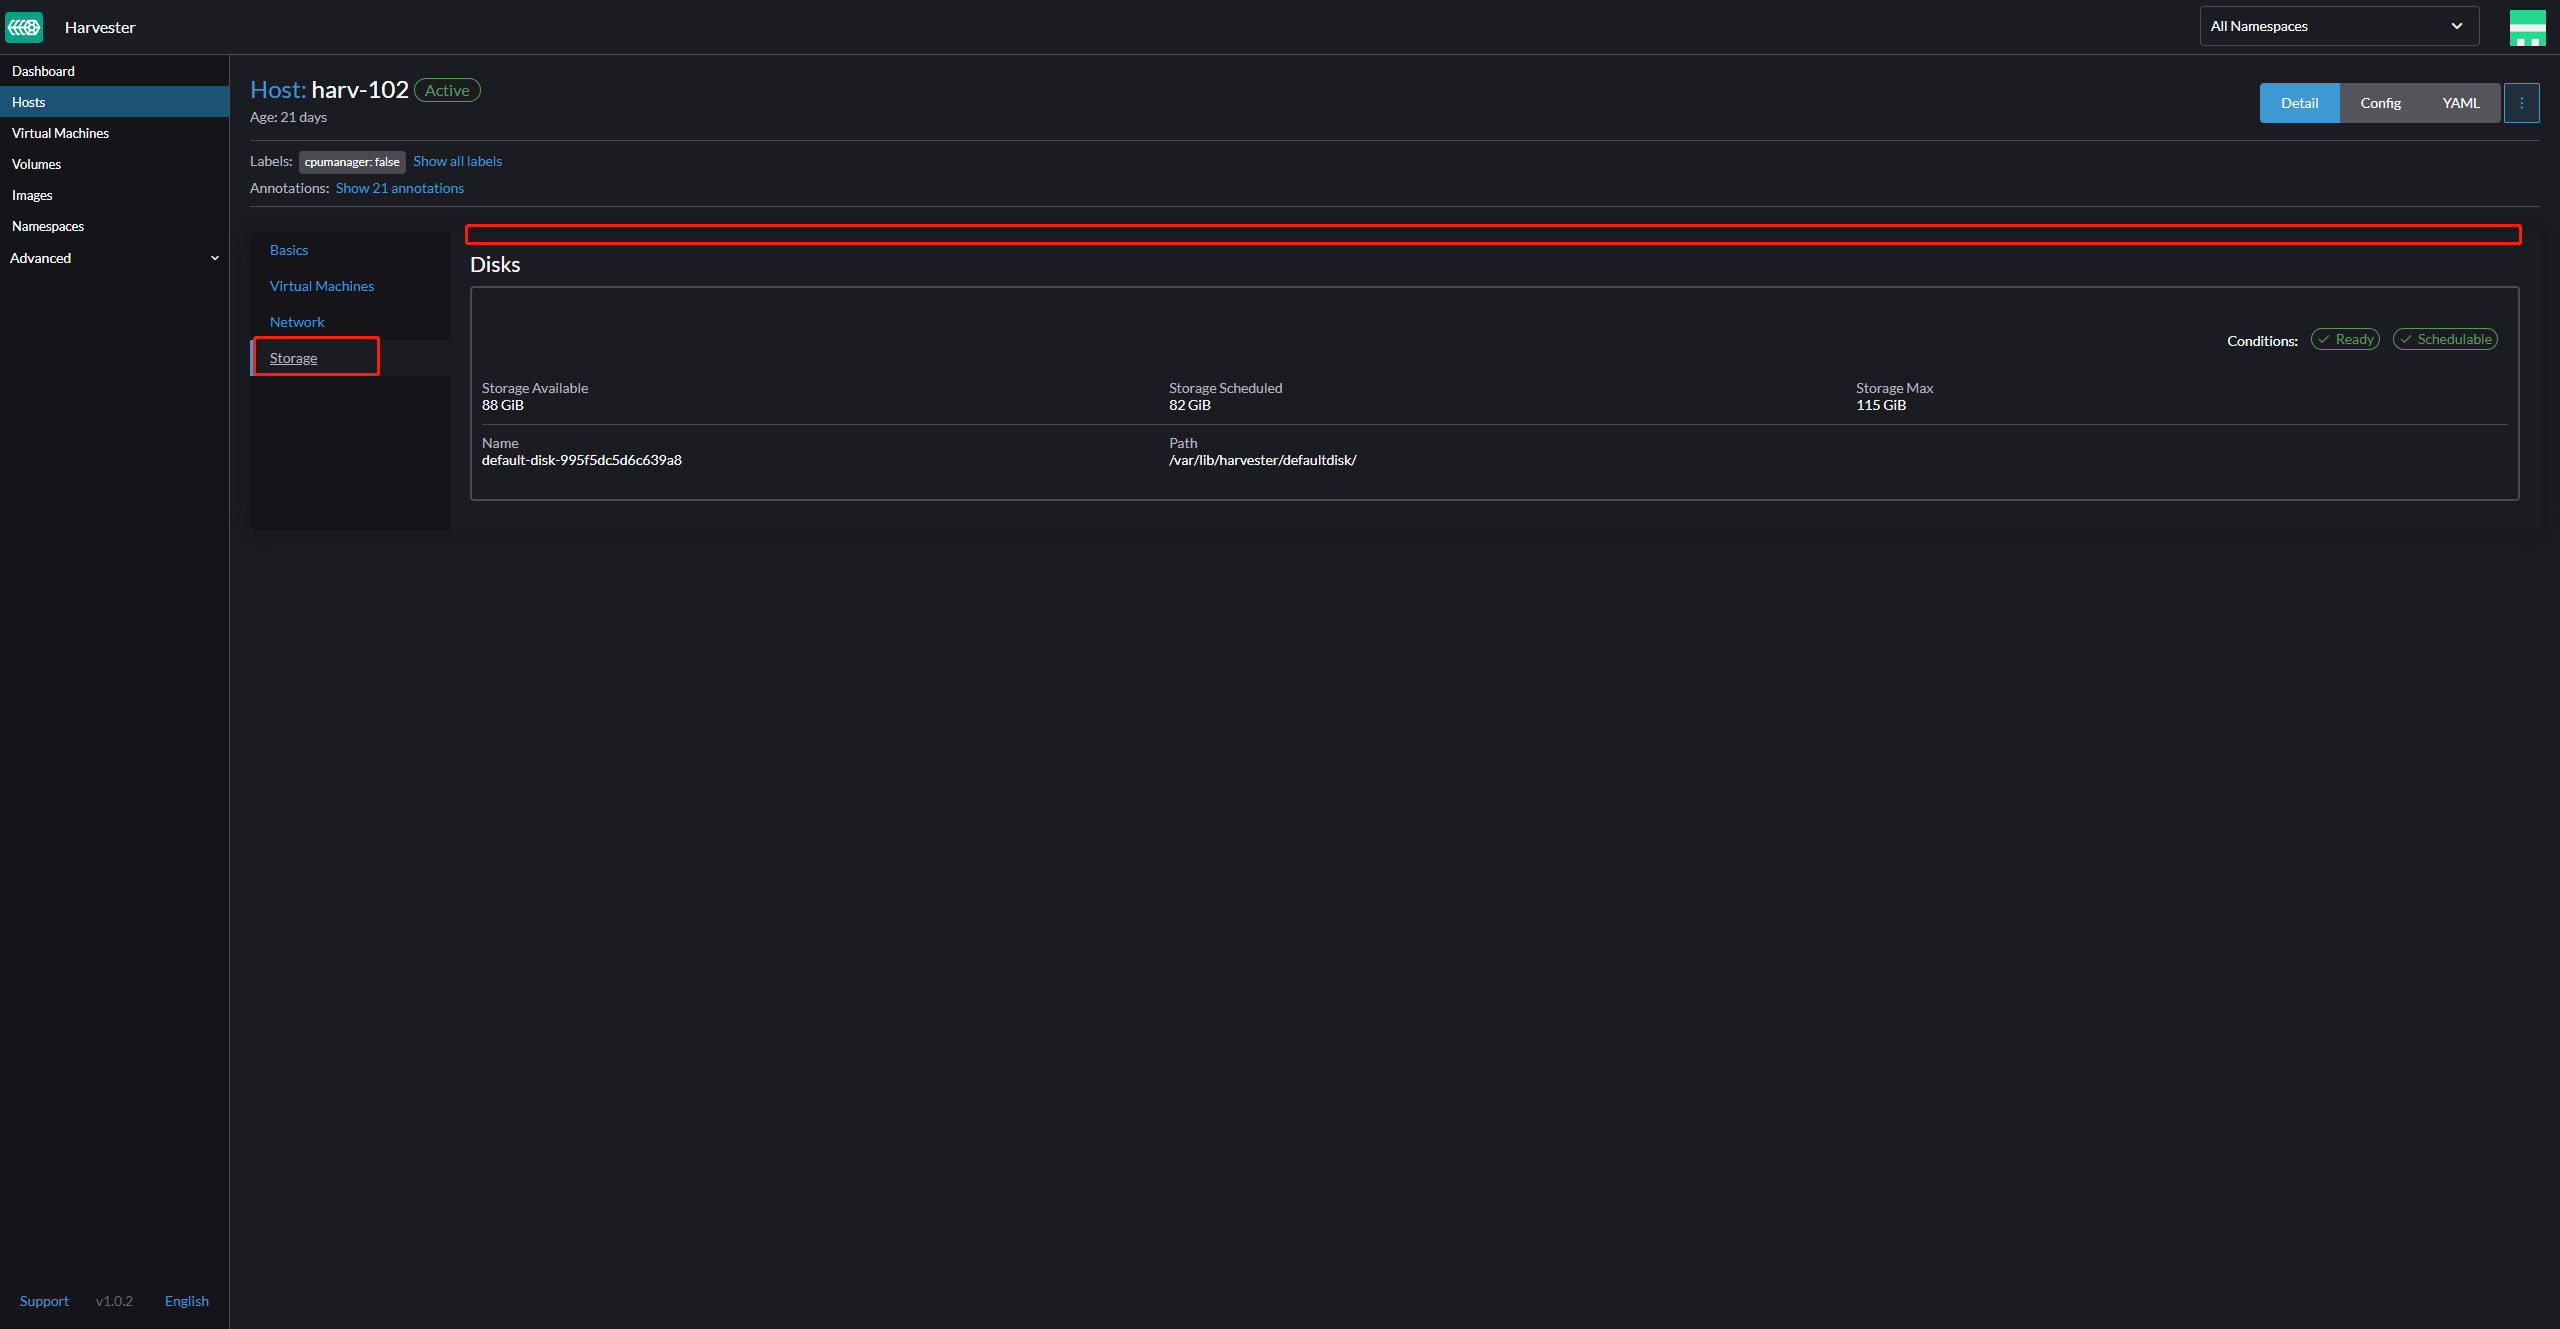 Harvester
All Namespaces
Dashboard
Hosts
Virtual Machines
Volumes
Images
Namespaces
Advanced
Host: harv-102 Active
Age: 21 days
Detail Config YAML
Labels: cpumanager: false Show all labels
Annotations: Show 21 annotations
Basics
Virtual Machines
Network
Storage
Disks
Conditions: Ready Schedulable
Storage Available Storage Scheduled Storage Max
88 GiB 82 GiB 115 GiB
Name Path
default-disk-995f5dc5d6c639a8 /var/lib/harvester/defaultdisk/
Support v1.0.2 English